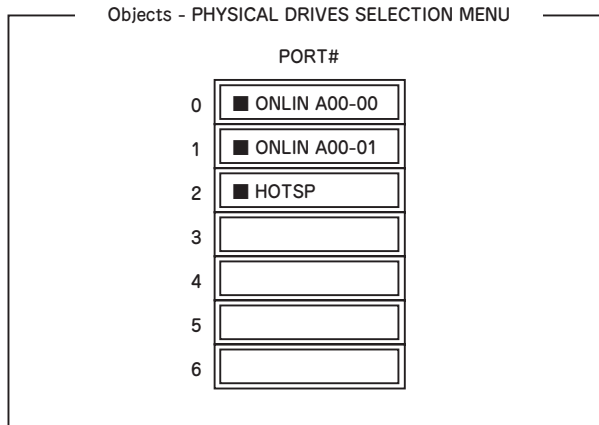 Objects - PHYSICAL DRIVES SELECTION MENU
PORT#
0 ■ ONLIN A00-00
1 ■ ONLIN A00-01
2 ■ HOTSP
3
4
5
6